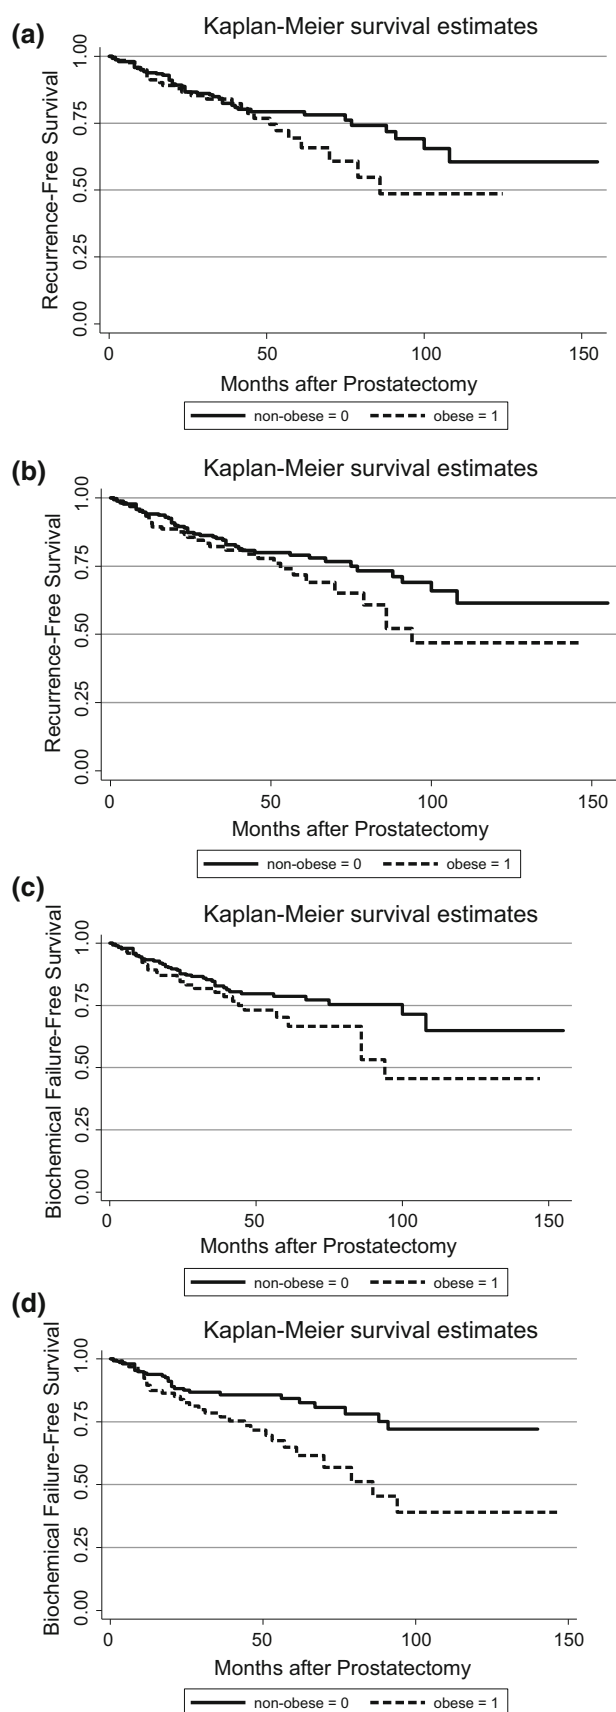 (a)
Kaplan-Meier survival estimates
Recurrence-Free Survival
1.00
0.75
0.50
0.25
0.00
0 50 100 150
Months after Prostatectomy
non-obese = 0 obese = 1
(b)
Kaplan-Meier survival estimates
Recurrence-Free Survival
1.00
0.75
0.50
0.25
0.00
0 50 100 150
Months after Prostatectomy
non-obese = 0 obese = 1
(c)
Kaplan-Meier survival estimates
Biochemical Failure-Free Survival
1.00
0.75
0.50
0.25
0.00
0 50 100 150
Months after Prostatectomy
non-obese = 0 obese = 1
(d)
Kaplan-Meier survival estimates
Biochemical Failure-Free Survival
1.00
0.75
0.50
0.25
0.00
0 50 100 150
Months after Prostatectomy
non-obese = 0 obese = 1